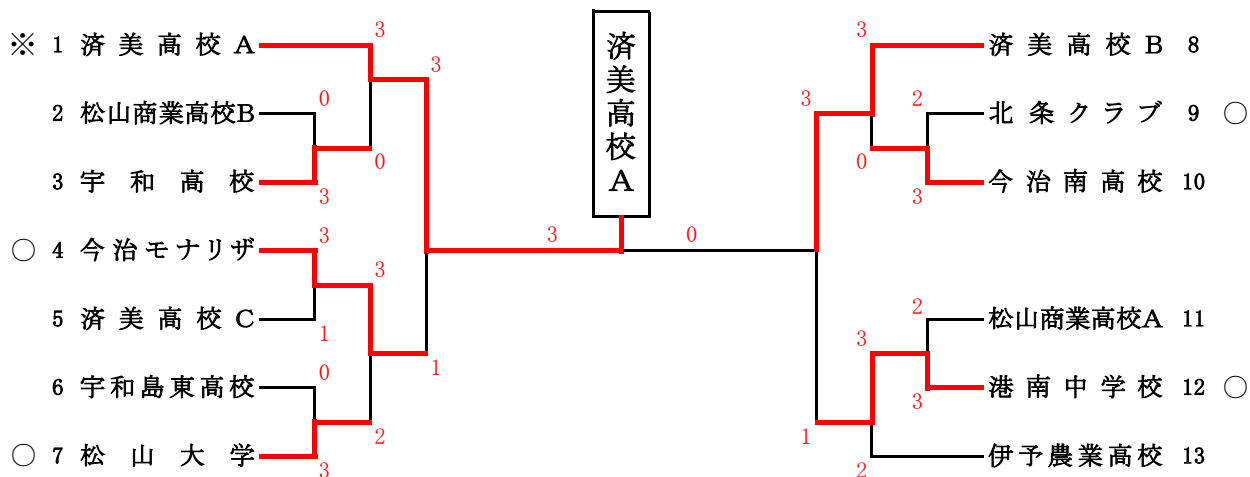 ※ 1 済美高校A
2 松山商業高校B
3 宇和高校
○ 4 今治モナリザ
5 済美高校C
6 宇和島東高校
○ 7 松山大学
3
0
3
3
0
3
1
3
0
3
2
1
3
済美高校A
0
3
3
2
0
3
2
3
3
1
2
済美高校B 8
北条クラブ 9 ○
今治南高校 10
松山商業高校A 11
港南中学校 12 ○
伊予農業高校 13